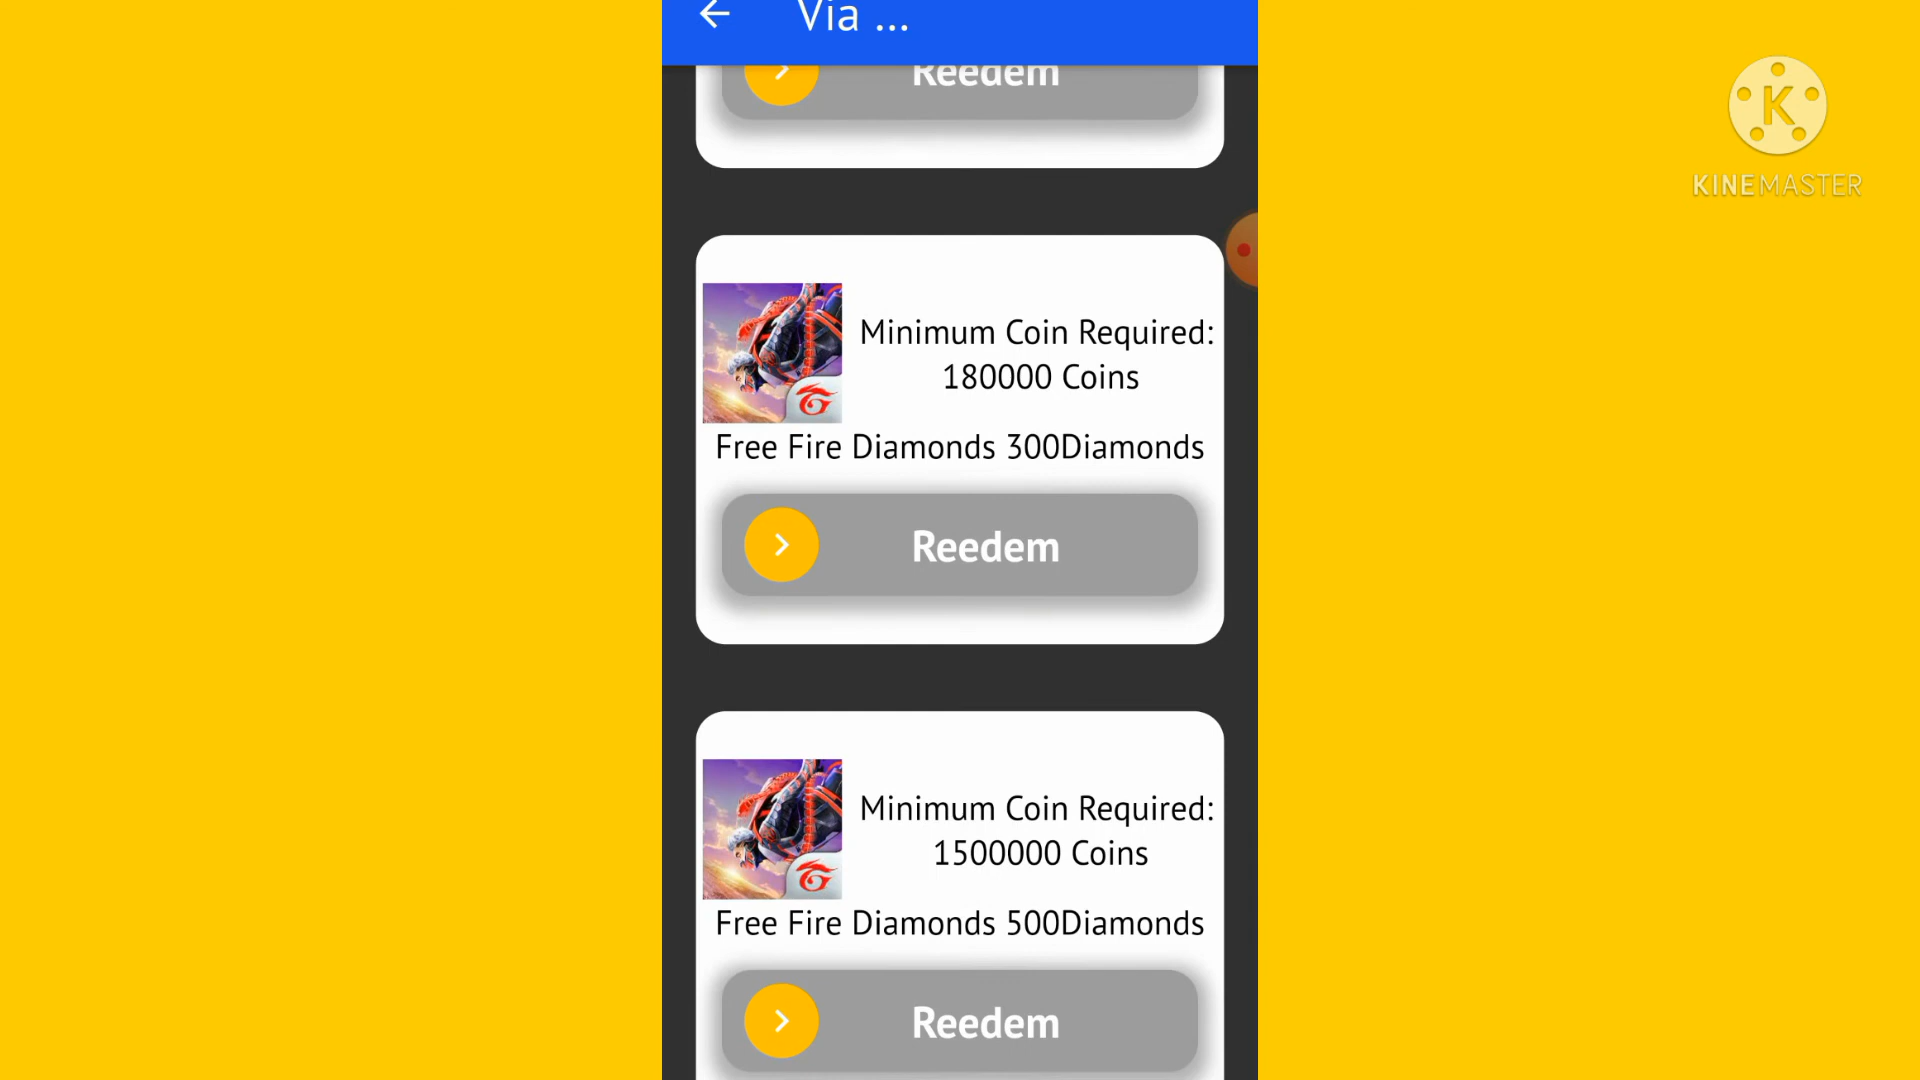 Via ...
Reedem
K
KINEMASTER
Minimum Coin Required:
180000 Coins
Free Fire Diamonds 300Diamonds
Reedem
Minimum Coin Required:
1500000 Coins
Free Fire Diamonds 500Diamonds
Reedem